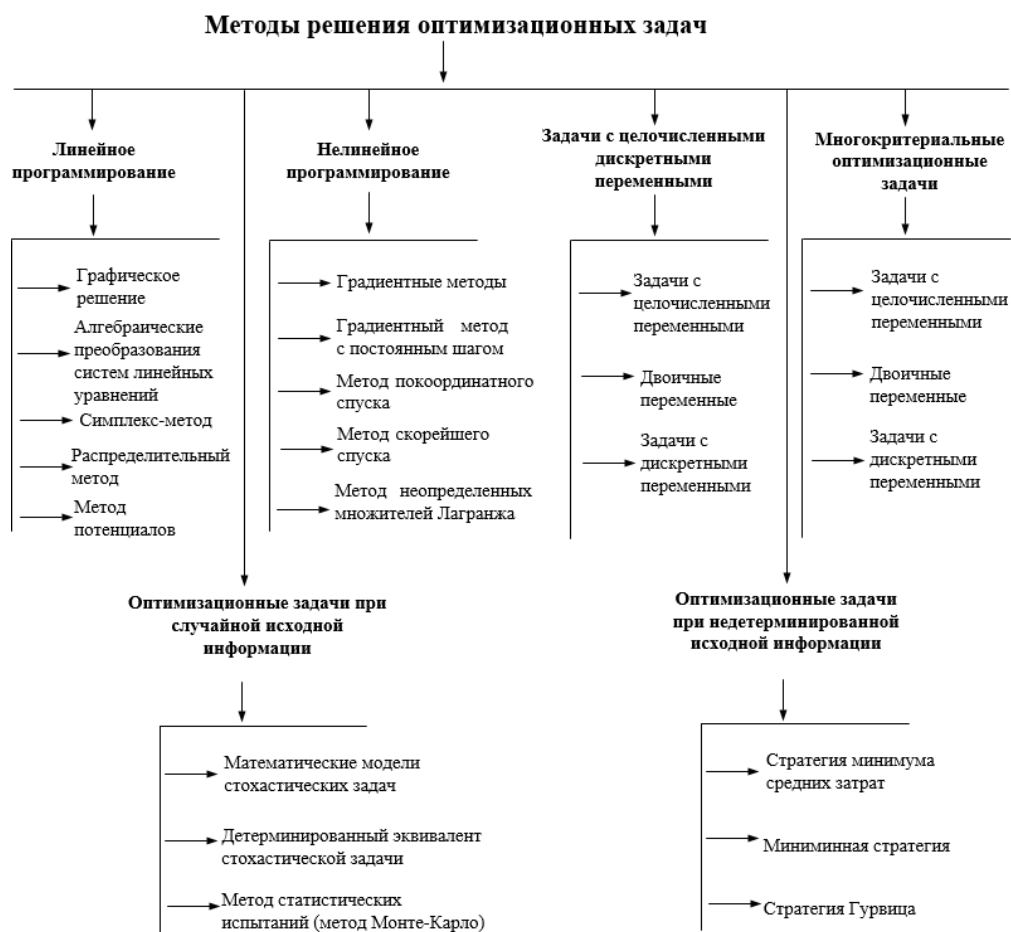 Методы решения оптимизационных задач
Линейное
программирование
Графическое
решение
Алгебраические
преобразования
систем линейных
уравнений
Симплекс-метод
Распределительный
метод
Метод
потенциалов
Нелинейное
программирование
Градиентные методы
Градиентный метод
с постоянным шагом
Метод покоординатного
спуска
Метод скорейшего
спуска
Метод неопределенных
множителей Лагранжа
Задачи с целочисленными
дискретными
переменными
Задачи с
целочисленными
переменными
Двоичные
переменные
Задачи с
дискретными
переменными
Многокритериальные
оптимизационные
задачи
Задачи с
целочисленными
переменными
Двоичные
переменные
Задачи с
дискретными
переменными
Оптимизационные задачи при
случайной исходной
информации
Математические модели
стохастических задач
Детерминированный эквивалент
стохастической задачи
Метод статистических
испытаний (метод Монте-Карло)
Оптимизационные задачи
при недетерминированной
исходной информации
Стратегия минимума
средних затрат
Миниминная стратегия
Стратегия Гурвица